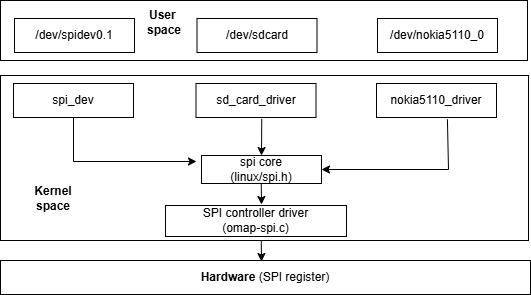 User
space
/dev/spidev0.1
/dev/sdcard
/dev/nokia5110_0
spi_dev
sd_card_driver
nokia5110_driver
spi core
(linux/spi.h)
Kernel
space
SPI controller driver
(omap-spi.c)
Hardware (SPI register)